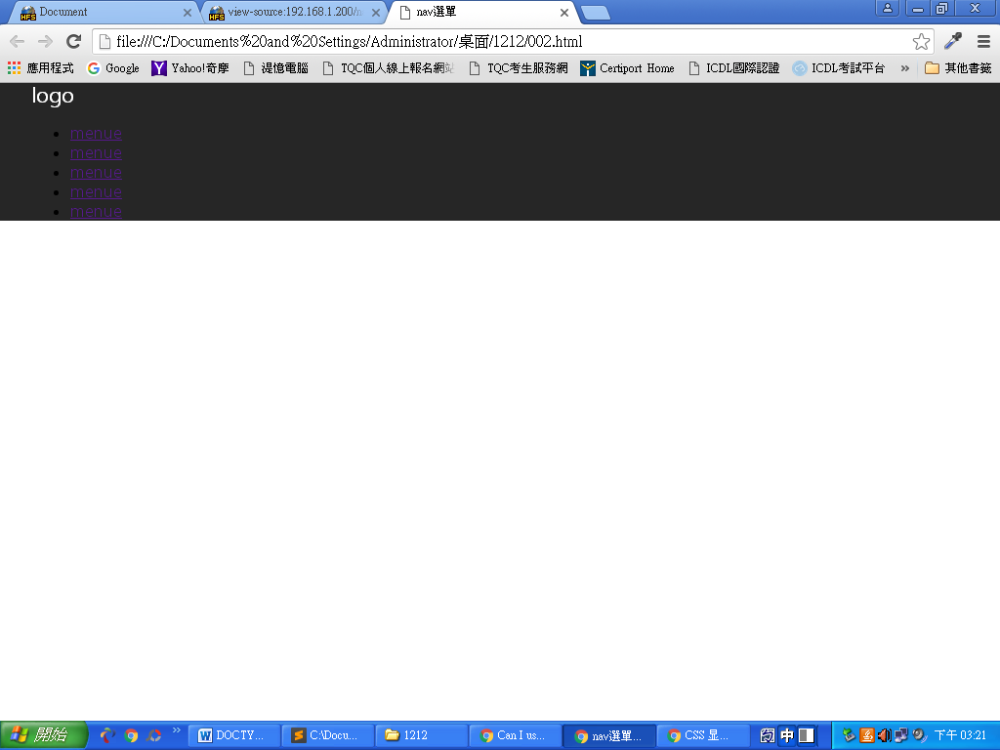 Document
view-source:192.168.1.200/n
nav選單
file:///C:/Documents%20and%20Settings/Administrator/桌面/1212/002.html
應用程式 Google Yahoo!奇摩 湜憶電腦 TQC個人線上報名網站 TQC考生服務網 Certiport Home ICDL國際認證 ICDL考試平台 » 其他書籤
logo
menue
menue
menue
menue
menue
開始 » DOCTY... C:\Docu... 1212 Can I us... nav選單... CSS 显... 中 下午 03:21